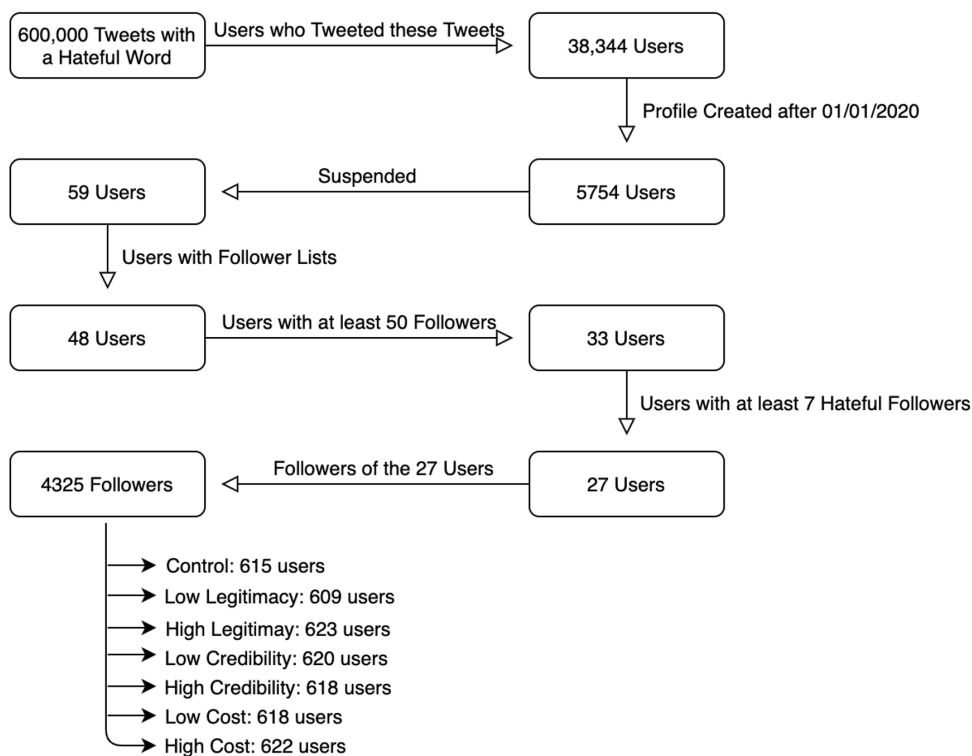 600,000 Tweets with
a Hateful Word
Users who Tweeted these Tweets
38,344 Users
Profile Created after 01/01/2020
59 Users
Suspended
5754 Users
Users with Follower Lists
48 Users
Users with at least 50 Followers
33 Users
Users with at least 7 Hateful Followers
4325 Followers
Followers of the 27 Users
27 Users
Control: 615 users
Low Legitimacy: 609 users
High Legitimay: 623 users
Low Credibility: 620 users
High Credibility: 618 users
Low Cost: 618 users
High Cost: 622 users